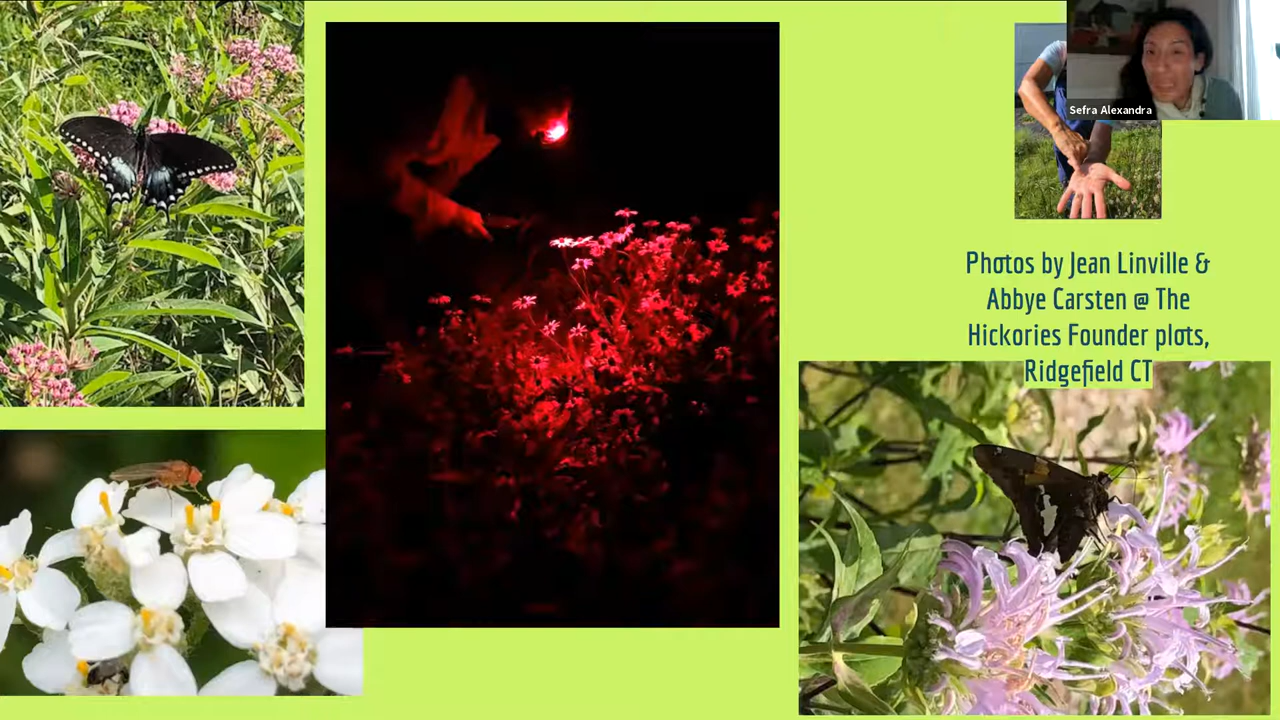 Sefra Alexandra
Photos by Jean Linville &
Abbye Carsten @ The
Hickories Founder plots,
Ridgefield CT